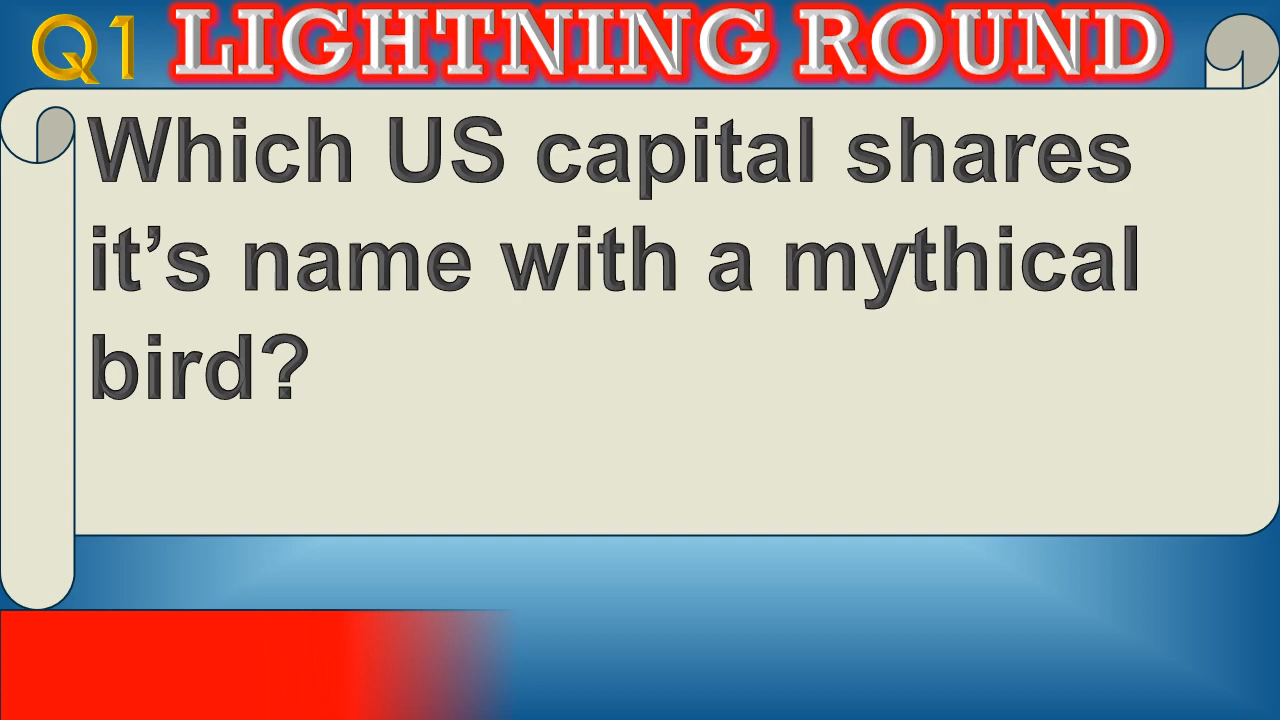 Q1 LIGHTNING ROUND
Which US capital shares
it’s name with a mythical
bird?